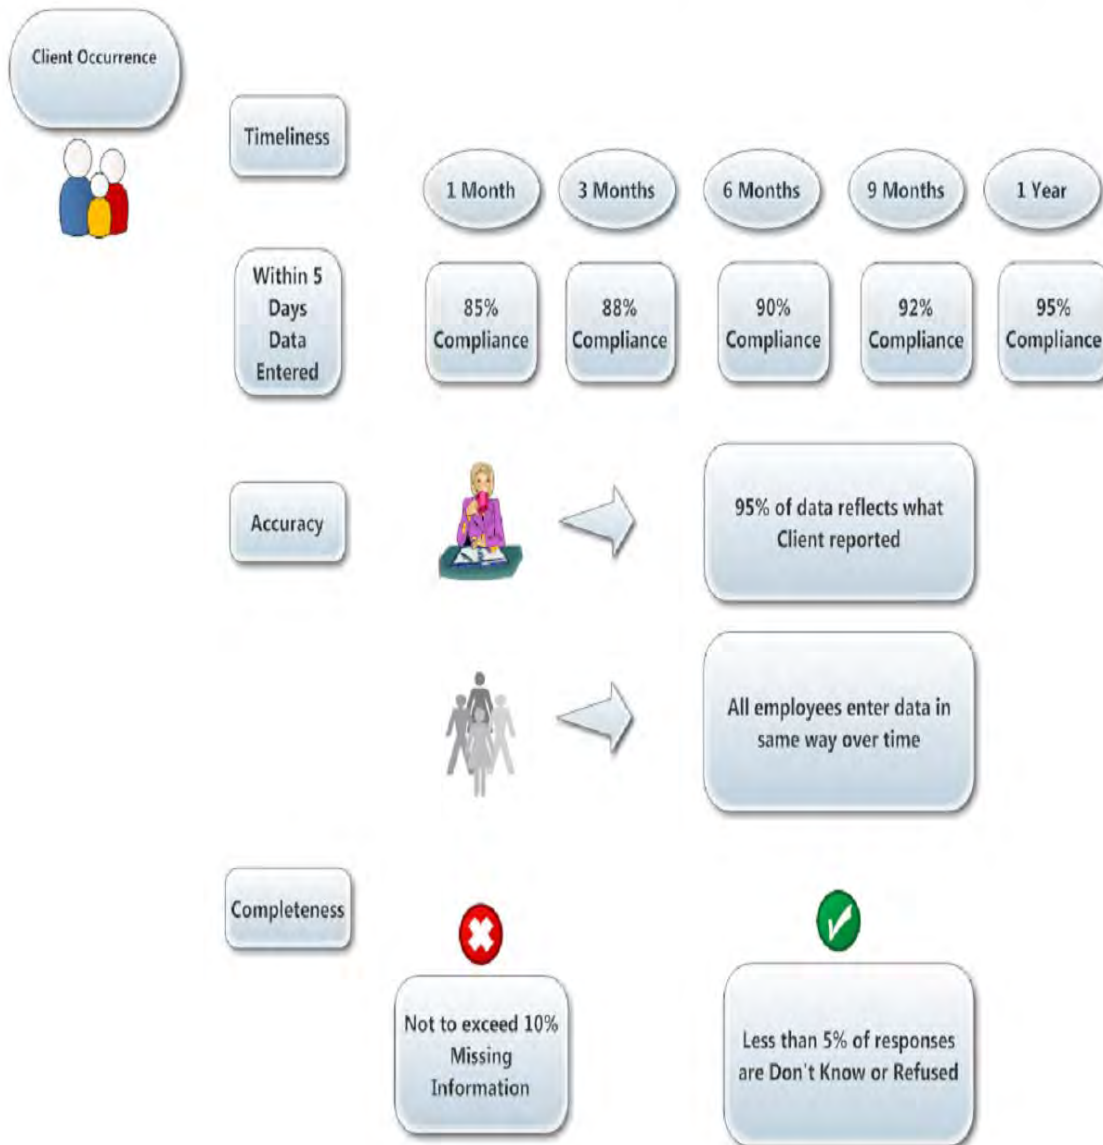 Client Occurrence
Timeliness
1 Month
3 Months
6 Months
9 Months
1 Year
Within 5
Days
Data
Entered
85%
Compliance
88%
Compliance
90%
Compliance
92%
Compliance
95%
Compliance
Accuracy
95% of data reflects what
Client reported
All employees enter data in
same way over time
Completeness
Not to exceed 10%
Missing
Information
Less than 5% of responses
are Don't Know or Refused